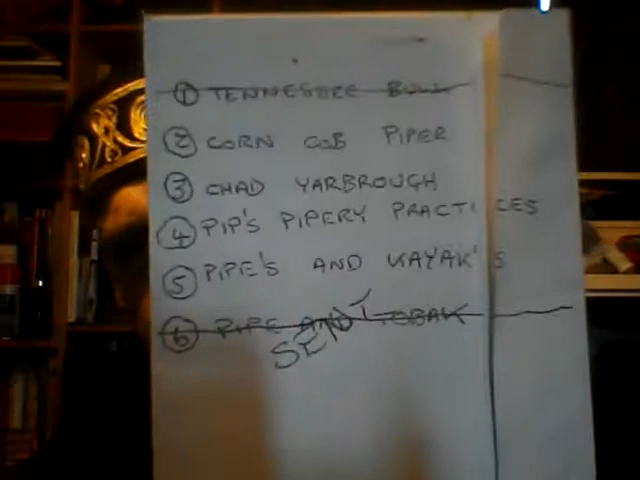 ① TENNESSEE BULL
② CORN COB PIPER
③ CHAD YARBROUGH
④ PIP'S PIPERY PRACTICES
⑤ PIPE'S AND KAYAK'S
⑥ PIPE AND TOBAK
SENT